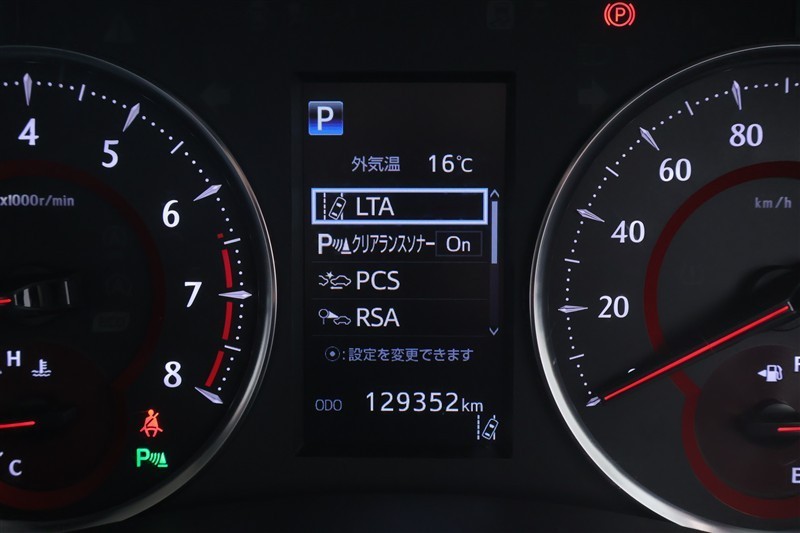 P
P
外気温 16℃
LTA
P クリアランスソナー On
PCS
RSA
:設定を変更できます
ODO 129352km
4
5
6
7
8
x1000r/min
H
C
P
80
60
40
20
km/h
F
E